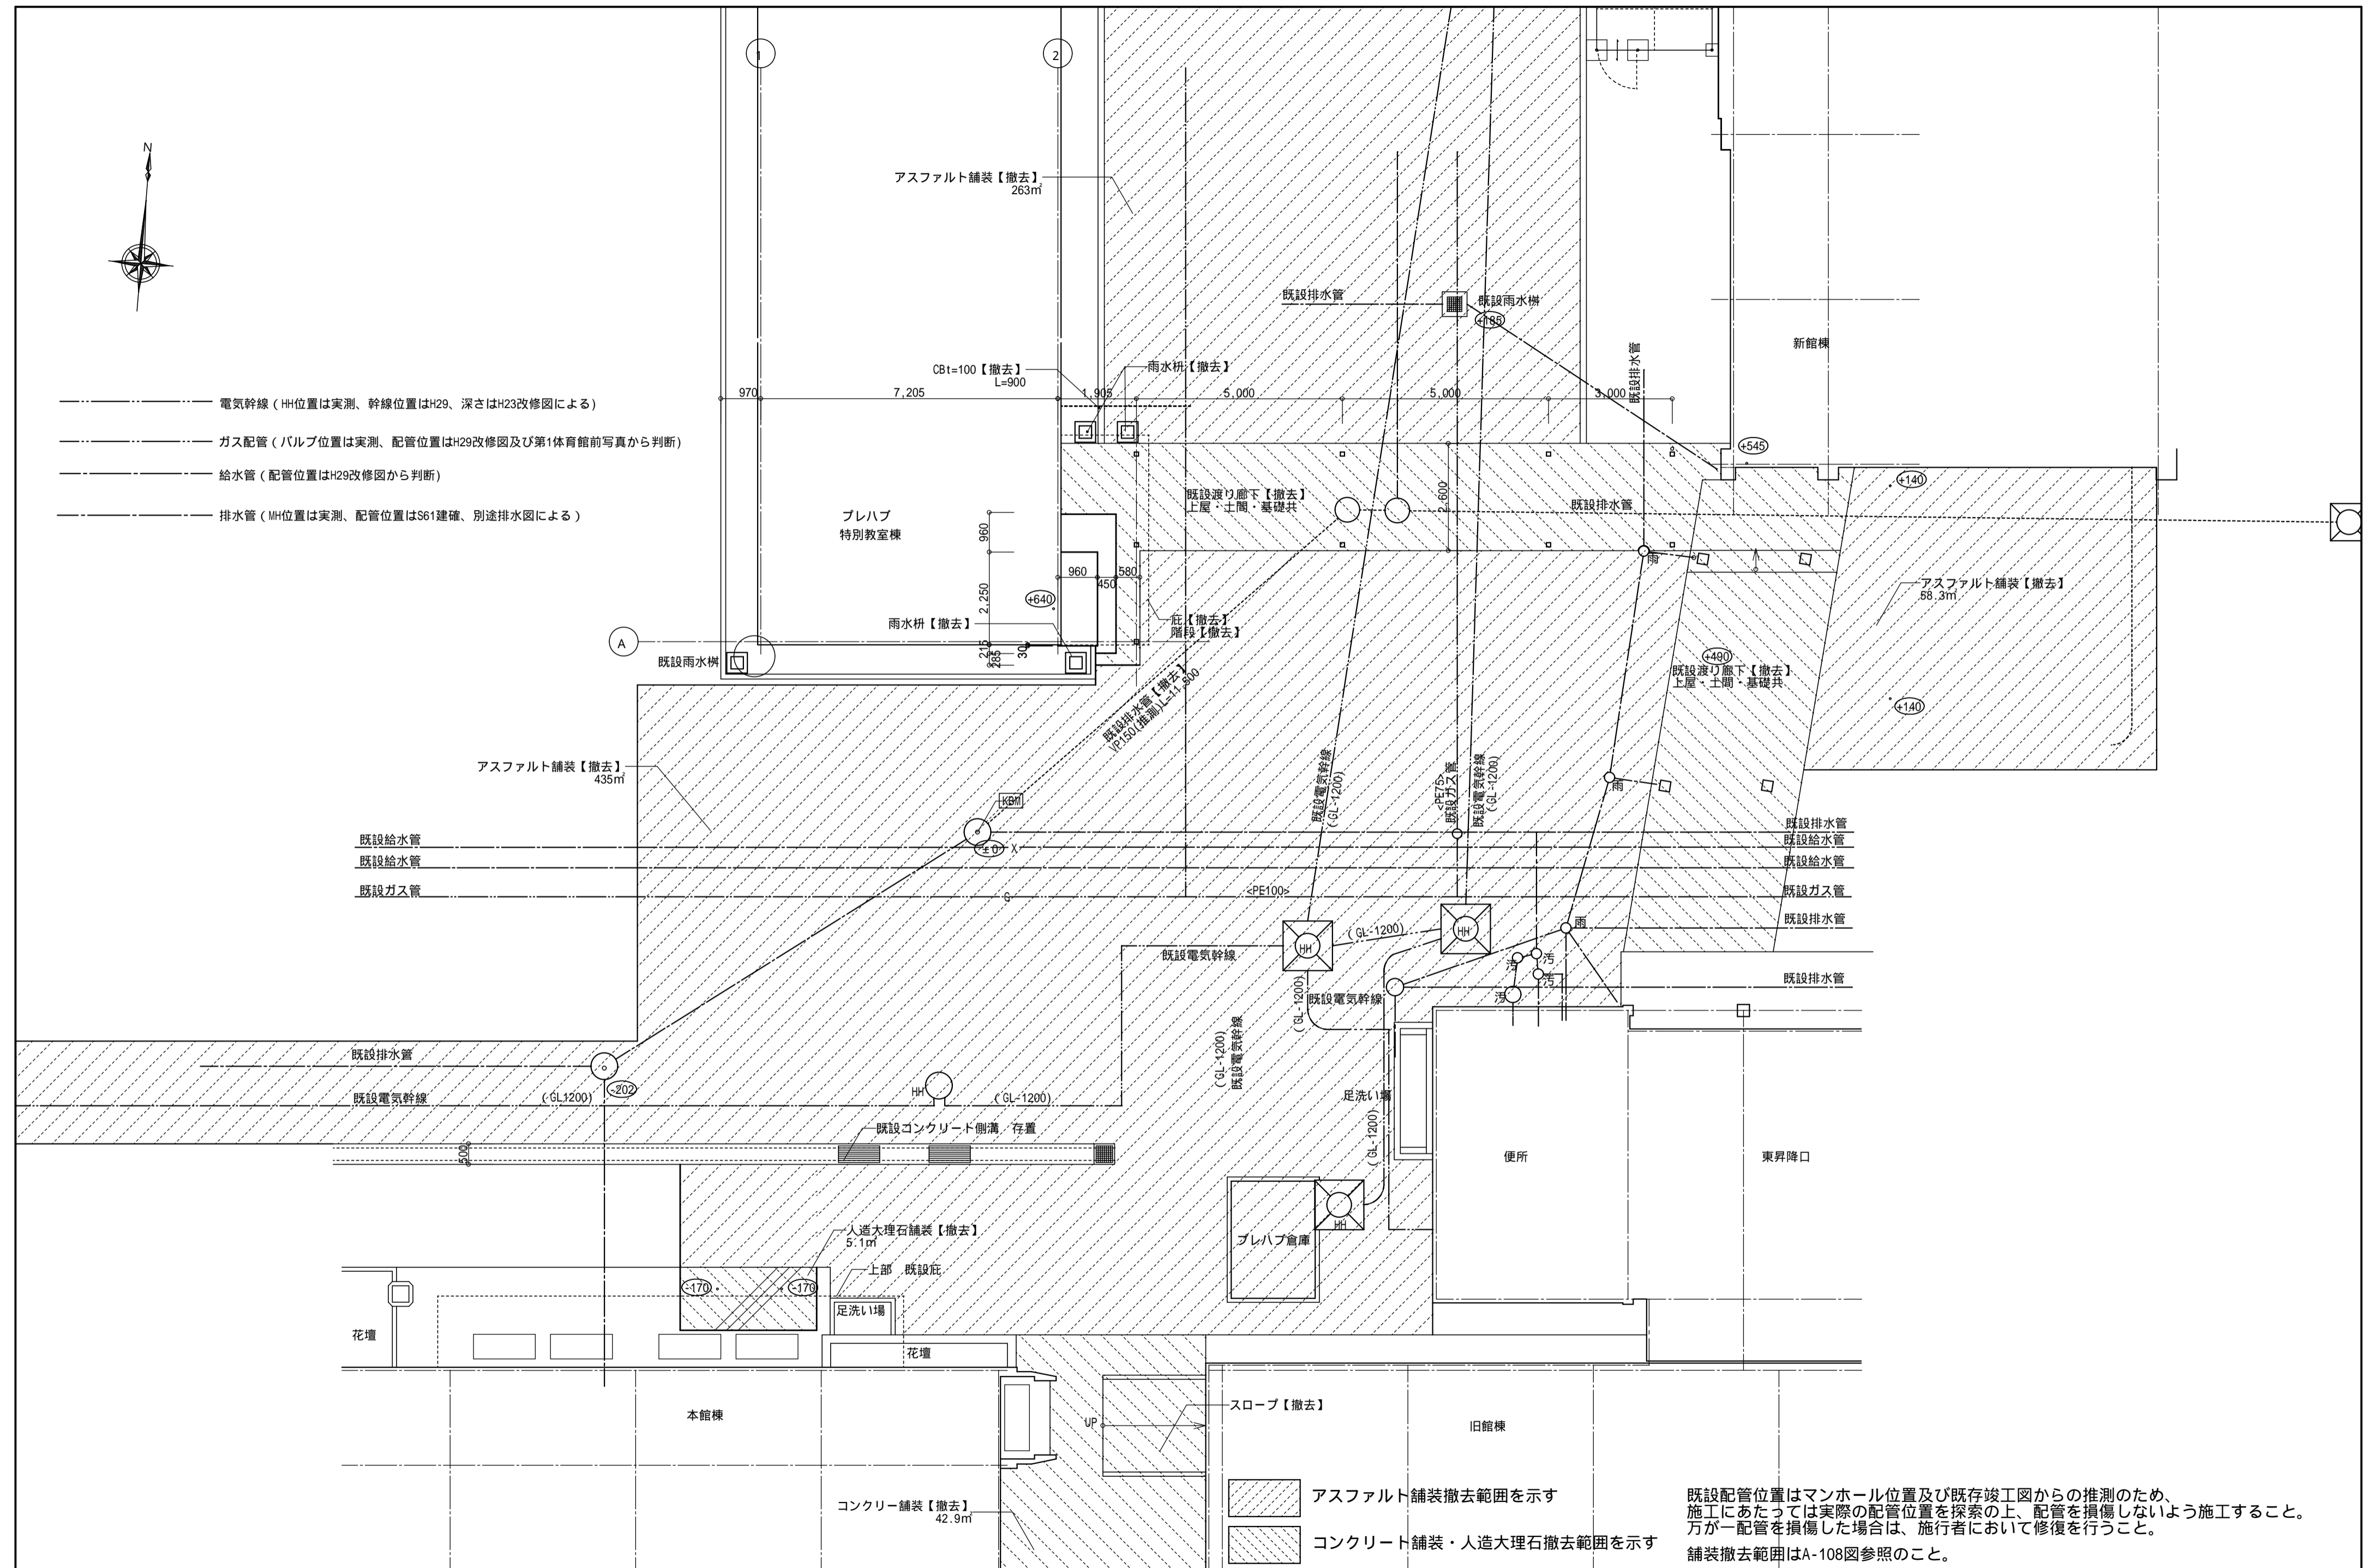 1
2
N
アスファルト舗装【撤去】
263㎡
既設排水管
既設雨水桝
+185
既設排水管
新館棟
CBt=100【撤去】
L=900
雨水枡【撤去】
970
7,205
1,905
5,000
5,000
3,000
電気幹線(HH位置は実測、幹線位置はH29、深さはH23改修図による)
ガス配管(バルブ位置は実測、配管位置はH29改修図及び第1体育館前写真から判断)
給水管(配管位置はH29改修図から判断)
排水管(MH位置は実測、配管位置はS61建確、別途排水図による)
+545
+140
既設渡り廊下【撤去】
上屋・土間・基礎共
2,600
既設排水管
プレハブ
特別教室棟
960
2,250
215
285
30
960
450
580
+640
雨水枡【撤去】
A
既設雨水桝
庇【撤去】
階段【撤去】
雨
アスファルト舗装【撤去】
58.3㎡
+490
既設渡り廊下【撤去】
上屋・土間・基礎共
+140
既設排水管【撤去】
VP150(推測)L=11,800
アスファルト舗装【撤去】
435㎡
KBM
±0
X
既設電気幹線
(GL-1200)
<PE75>
既設ガス管
既設電気幹線
(GL-1200)
雨
既設給水管
既設給水管
既設ガス管
G
<PE100>
既設排水管
既設給水管
既設給水管
既設ガス管
既設排水管
既設排水管
HH
(GL-1200)
HH
雨
汚
汚
汚
汚
既設電気幹線
(GL-1200)
既設電気幹線
(GL-1200)
既設電気幹線
既設排水管
-202
既設電気幹線
(GL1200)
HH
(GL-1200)
足洗い場
(GL-1200)
便所
東昇降口
500
既設コンクリート側溝 存置
HH
プレハブ倉庫
人造大理石舗装【撤去】
5.1㎡
上部 既設庇
-170
-170
足洗い場
花壇
花壇
本館棟
UP
スロープ【撤去】
旧館棟
コンクリー舗装【撤去】
42.9㎡
アスファルト舗装撤去範囲を示す
コンクリート舗装・人造大理石撤去範囲を示す
既設配管位置はマンホール位置及び既存竣工図からの推測のため、
施工にあたっては実際の配管位置を探索の上、配管を損傷しないよう施工すること。
万が一配管を損傷した場合は、施行者において修復を行うこと。
舗装撤去範囲はA-108図参照のこと。